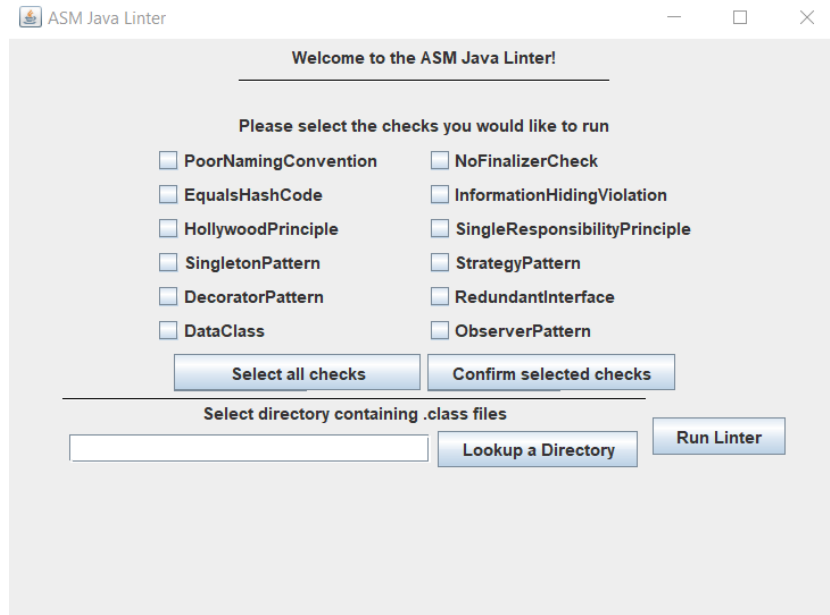 ASM Java Linter
Welcome to the ASM Java Linter!
Please select the checks you would like to run
PoorNamingConvention NoFinalizerCheck
EqualsHashCode InformationHidingViolation
HollywoodPrinciple SingleResponsibilityPrinciple
SingletonPattern StrategyPattern
DecoratorPattern RedundantInterface
DataClass ObserverPattern
Select all checks Confirm selected checks
Select directory containing .class files
Lookup a Directory Run Linter